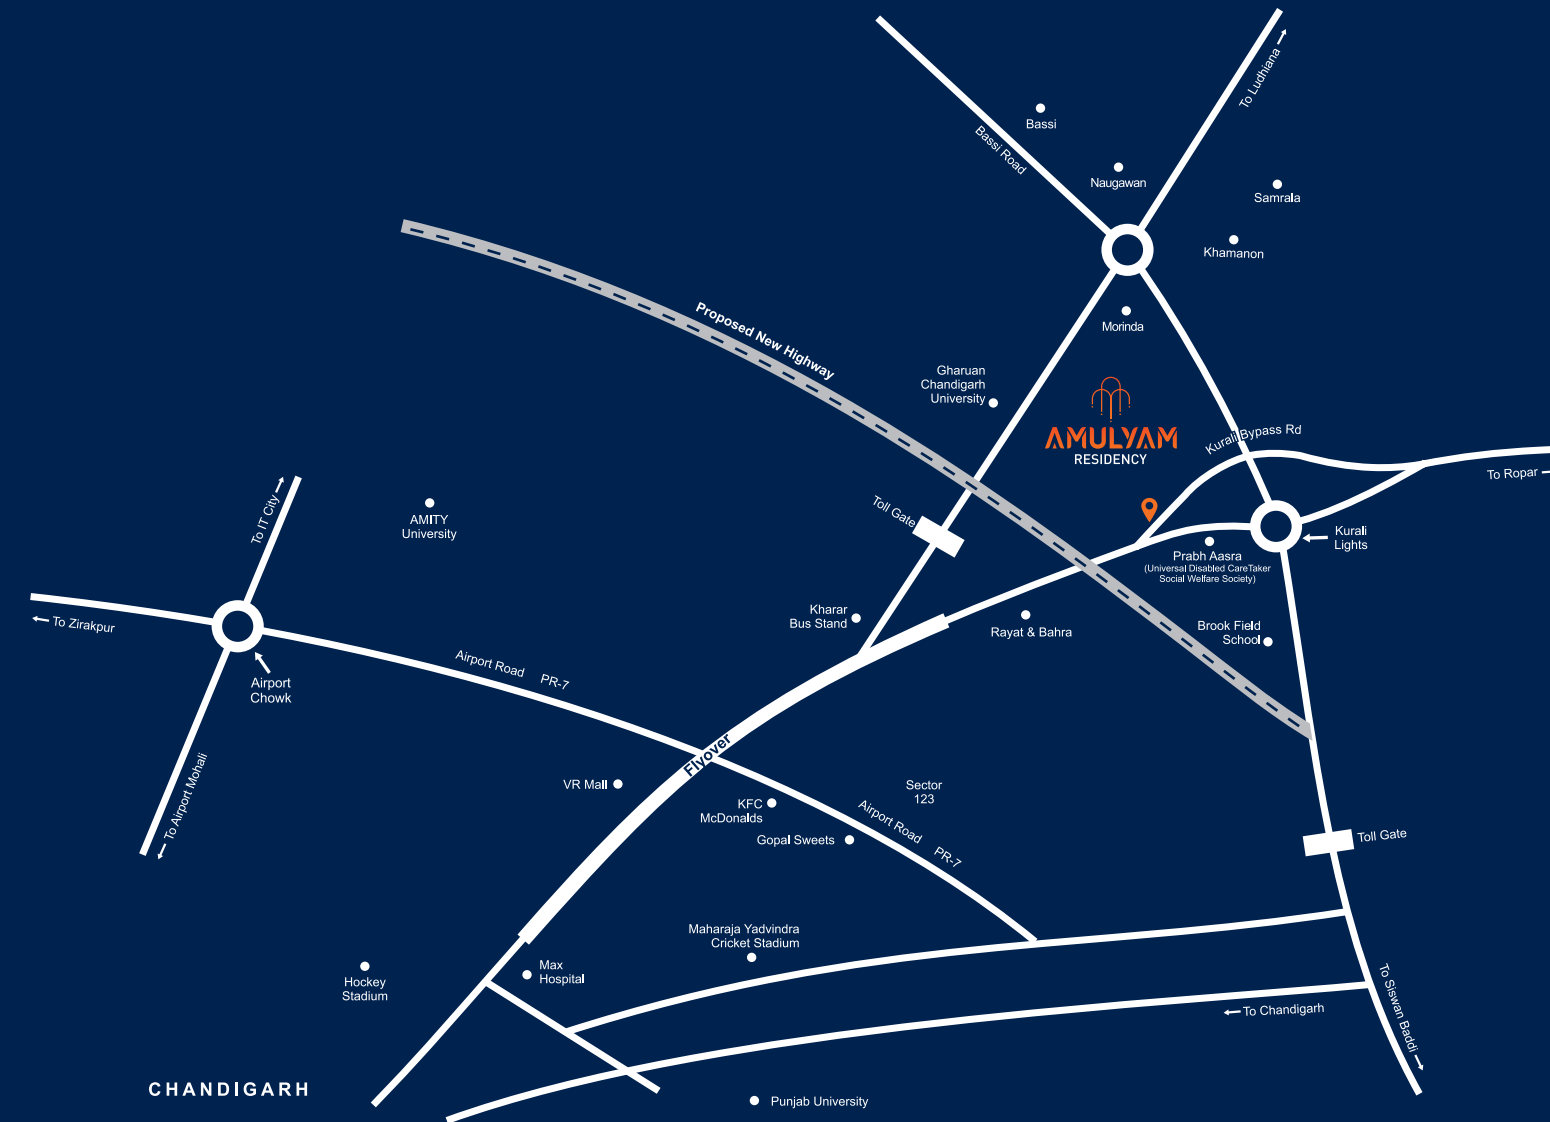 To Ludhiana
Bassi
Bassi Road
Naugawan
Samrala
Khamanon
Morinda
Proposed New Highway
Gharuan
Chandigarh
University
AMULYAM
RESIDENCY
Kurali Bypass Rd
To Ropar
To IT City
AMITY
University
Toll Gate
Kurali
Lights
Prabh Aasra
(Universal Disabled CareTaker
Social Welfare Society)
Kharar
Bus Stand
Rayat & Bahra
Brook Field
School
To Zirakpur
Airport
Chowk
Airport Road PR-7
Flyover
To Airport Mohali
VR Mall
KFC
McDonalds
Sector
123
Gopal Sweets
Airport Road PR-7
Toll Gate
Maharaja Yadvindra
Cricket Stadium
Max
Hospital
Hockey
Stadium
To Siswan Baddi
To Chandigarh
CHANDIGARH
Punjab University